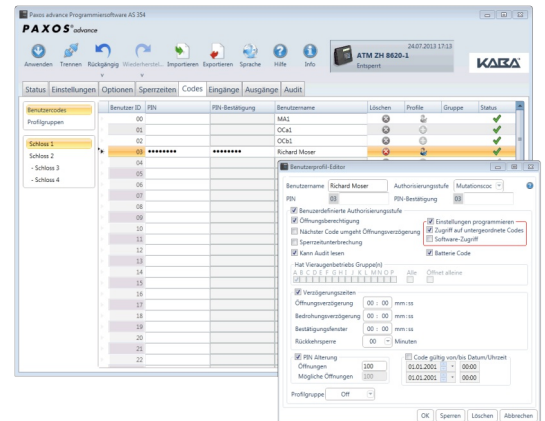 Paxos advance Programmiersoftware AS 354
PAXOS® advance
Anwenden Trennen Rückgängig Wiederherstel... Importieren Exportieren Sprache Hilfe Info
24.07.2013 17:13
ATM ZH 8620-1
Entsperrt
KABA
Status Einstellungen Optionen Sperrzeiten Codes Eingänge Ausgänge Audit
Benutzercodes
Profilgruppen
Schloss 1
Schloss 2
- Schloss 3
- Schloss 4
Benutzer ID PIN PIN-Bestätigung Benutzername Löschen Profile Gruppe Status
00 MA1
01 OCa1
02 OCb1
03 •••••••• •••••••• Richard Moser
04
05
06
07
08
09
10
11
12
13
14
15
16
17
18
19
20
21
22
Benutzerprofil-Editor
Benutzername Richard Moser Authorisierungsstufe Mutationscoc
PIN 03 PIN-Bestätigung 03
Benutzerdefinierte Authorisierungsstufe
Öffnungsberechtigung
Nächster Code umgeht Öffnungsverzögerung
Sperrzeitunterbrechung
Kann Audit lesen
Einstellungen programmieren
Zugriff auf untergeordnete Codes
Software-Zugriff
Batterie Code
Hat Vieraugenbetriebs Gruppe(n)
A B C D E F G H I J K L M N O P Alle Öffnet alleine
Verzögerungszeiten
Öffnungsverzögerung 00 : 00 mm:ss
Bedrohungsverzögerung 00 : 00 mm:ss
Bestätigungsfenster 00 : 00 mm:ss
Rückkehrsperre 00 Minuten
PIN Alterung
Öffnungen 100
Mögliche Öffnungen 100
Code gültig von/bis Datum/Uhrzeit
01.01.2001 00:00
01.01.2001 00:00
Profilgruppe Off
OK Sperren Löschen Abbrechen